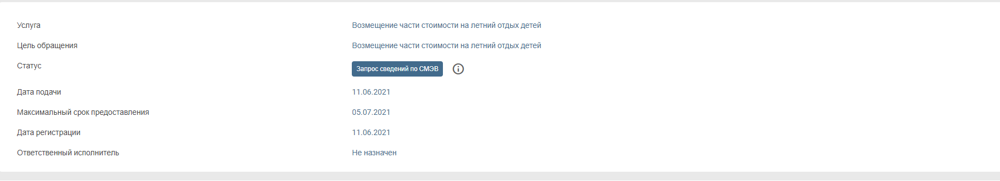 Услуга Возмещение части стоимости на летний отдых детей
Цель обращения Возмещение части стоимости на летний отдых детей
Статус Запрос сведений по СМЭВ
Дата подачи 11.06.2021
Максимальный срок предоставления 05.07.2021
Дата регистрации 11.06.2021
Ответственный исполнитель Не назначен